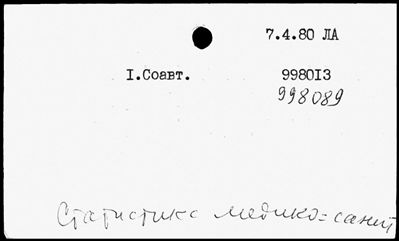 7.4.80 ЛА
I.Соавт. 998013
998089
Статистика медико=санит